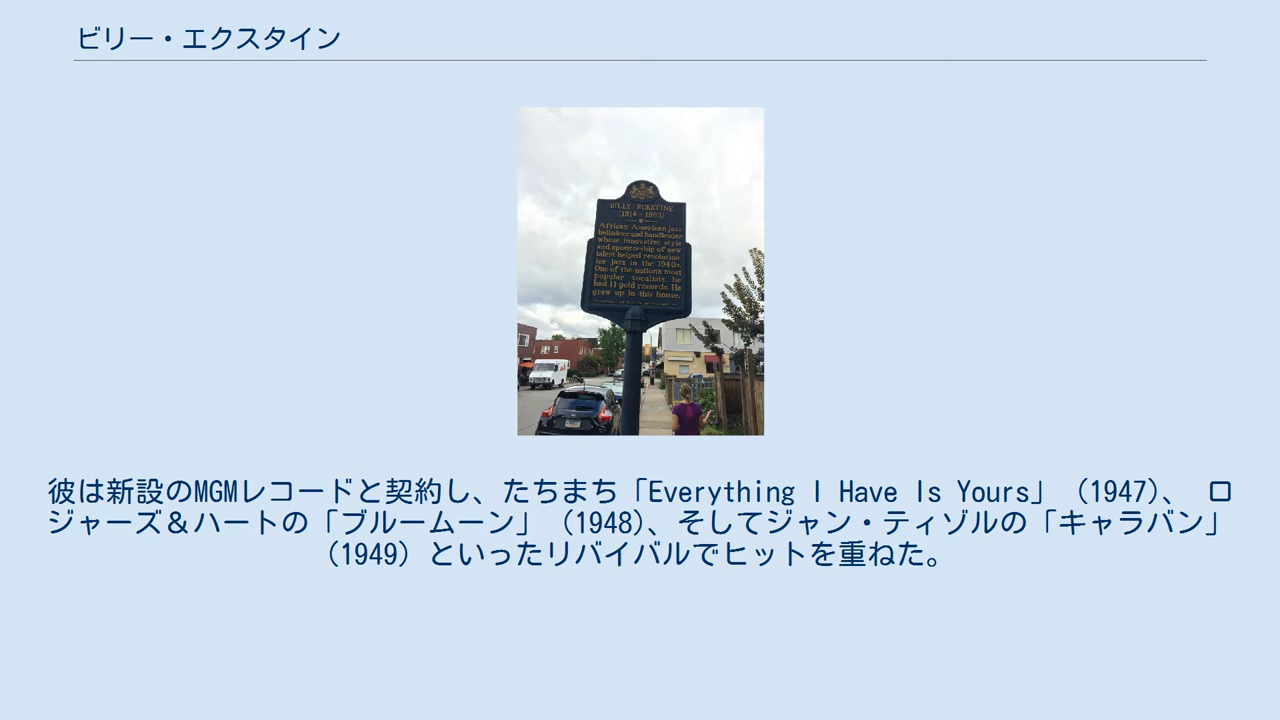 ビリー・エクスタイン
BILLY ECKSTINE
(1914 - 1993)
African American jazz
balladeer and bandleader
whose innovative style
and sponsorship of new
talent helped revolution-
ize jazz in the 1940s.
One of the nation's most
popular vocalists, he
had 11 gold records. He
grew up in this house.
彼は新設のMGMレコードと契約し、たちまち「Everything I Have Is Yours」（1947）、 ロ
ジャーズ＆ハートの「ブルームーン」（1948）、そしてジャン・ティゾルの「キャラバン」
（1949）といったリバイバルでヒットを重ねた。